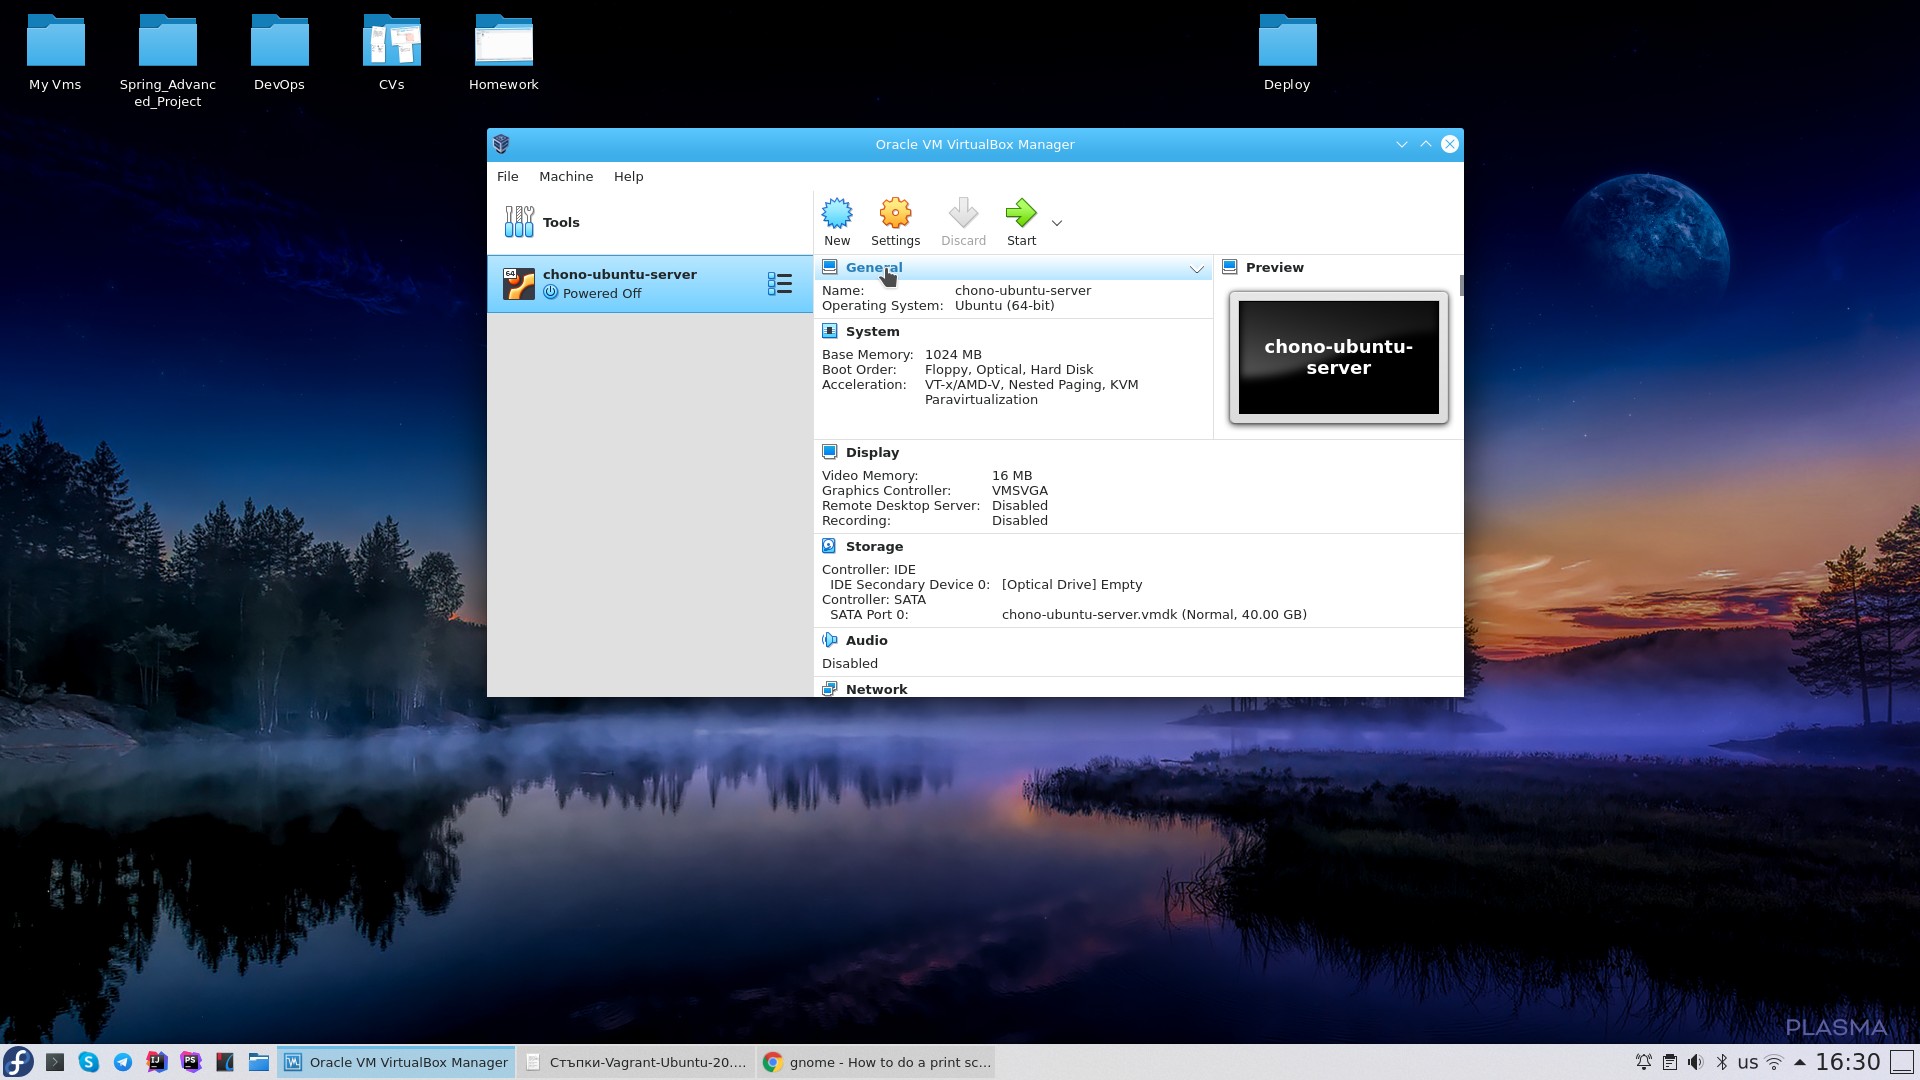 My Vms
Spring_Advanc
ed_Project
DevOps
CVs
Homework
Deploy
Oracle VM VirtualBox Manager
File Machine Help
Tools
New Settings Discard Start
64
chono-ubuntu-server
Powered Off
General
Name: chono-ubuntu-server
Operating System: Ubuntu (64-bit)
System
Base Memory: 1024 MB
Boot Order: Floppy, Optical, Hard Disk
Acceleration: VT-x/AMD-V, Nested Paging, KVM
Paravirtualization
Preview
chono-ubuntu-
server
Display
Video Memory: 16 MB
Graphics Controller: VMSVGA
Remote Desktop Server: Disabled
Recording: Disabled
Storage
Controller: IDE
IDE Secondary Device 0: [Optical Drive] Empty
Controller: SATA
SATA Port 0: chono-ubuntu-server.vmdk (Normal, 40.00 GB)
Audio
Disabled
Network
PLASMA
IJ
PS
Oracle VM VirtualBox Manager
Стъпки-Vagrant-Ubuntu-20....
gnome - How to do a print sc...
us
16:30